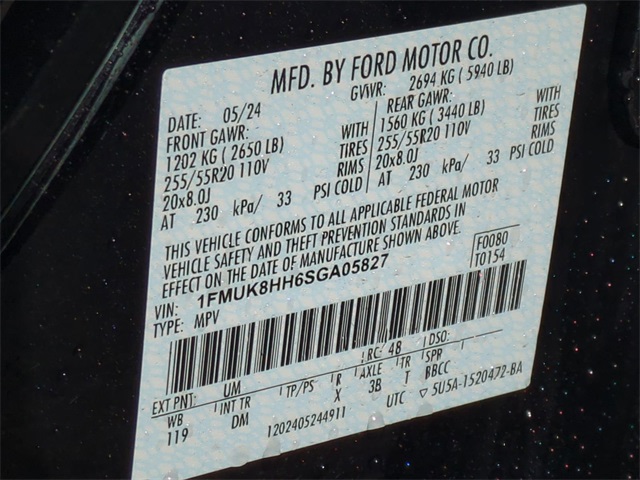 MFD. BY FORD MOTOR CO.
DATE: 05/24 GVWR: 2694 KG (5940 LB)
FRONT GAWR: REAR GAWR:
1202 KG (2650 LB) WITH 1560 KG (3440 LB) WITH
255/55R20 110V TIRES 255/55R20 110V TIRES
20x8.0J RIMS 20x8.0J RIMS
AT 230 kPa/ 33 PSI COLD AT 230 kPa/ 33 PSI COLD
THIS VEHICLE CONFORMS TO ALL APPLICABLE FEDERAL MOTOR
VEHICLE SAFETY AND THEFT PREVENTION STANDARDS IN
EFFECT ON THE DATE OF MANUFACTURE SHOWN ABOVE.
VIN: 1FMUK8HH6SGA05827 F0080
TYPE: MPV T0154
RC: 48 DSO:
EXT PNT: UM
WB INT TR TP/PS R AXLE TR SPR
119 DM X 3B T BBCC
1202405244911 UTC ▽ 5U5A-1520472-BA